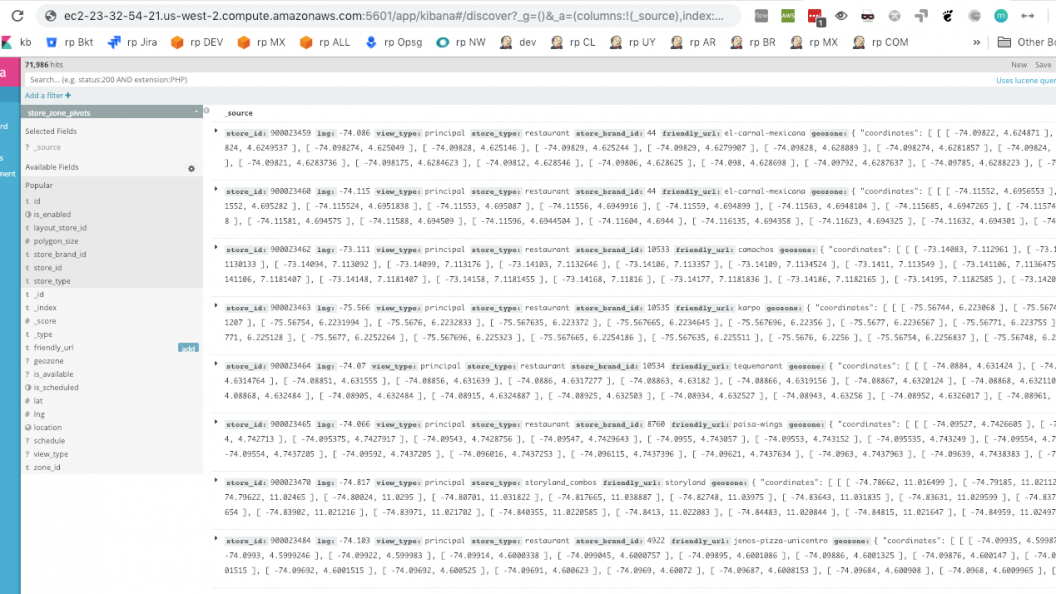 ec2-23-32-54-21.us-west-2.compute.amazonaws.com:5601/app/kibana#/discover?_g=()&_a=(columns:!(_source),index:...
kb rp Bkt rp Jira rp DEV rp MX rp ALL rp Opsg rp NW dev rp CL rp UY rp AR rp BR rp MX rp COM » Other Bo
71,986 hits New Save
Search... (e.g. status:200 AND extension:PHP) Uses lucene quer
Add a filter +
store_zone_pivots
Selected Fields
? _source
Available Fields
Popular
t id
is_enabled
t layout_store_id
# polygon_size
t store_brand_id
t store_id
t store_type
t _id
t _index
# _score
t _type
t friendly_url add
? geozone
? is_available
is_scheduled
# lat
# lng
location
? schedule
? view_type
t zone_id
_source
store_id: 900023459 lng: -74.086 view_type: principal store_type: restaurant store_brand_id: 44 friendly_url: el-carnal-mexicana geozone: { "coordinates": [ [ [ -74.09822, 4.624871 ],
824, 4.6249537 ], [ -74.098274, 4.625049 ], [ -74.09828, 4.625146 ], [ -74.09829, 4.625244 ], [ -74.09829, 4.6279907 ], [ -74.09828, 4.628089 ], [ -74.098274, 4.6281857 ], [ -74.09824,
], [ -74.09821, 4.6283736 ], [ -74.098175, 4.6284623 ], [ -74.09812, 4.628546 ], [ -74.09806, 4.628625 ], [ -74.098, 4.628698 ], [ -74.09792, 4.6287637 ], [ -74.09785, 4.6288223 ], [ -7
store_id: 900023460 lng: -74.115 view_type: principal store_type: restaurant store_brand_id: 44 friendly_url: el-carnal-mexicana geozone: { "coordinates": [ [ [ -74.11552, 4.6956553 ],
11552, 4.695282 ], [ -74.115524, 4.6951838 ], [ -74.11553, 4.695087 ], [ -74.11556, 4.6949916 ], [ -74.11559, 4.694899 ], [ -74.11563, 4.6948104 ], [ -74.115685, 4.6947265 ], [ -74.11574
8 ], [ -74.11581, 4.694575 ], [ -74.11588, 4.694509 ], [ -74.11596, 4.6944504 ], [ -74.11604, 4.6944 ], [ -74.116135, 4.694358 ], [ -74.11623, 4.694325 ], [ -74.11632, 4.694301 ], [ -74
store_id: 900023462 lng: -73.111 view_type: principal store_type: restaurant store_brand_id: 10533 friendly_url: camachos geozone: { "coordinates": [ [ [ -73.14083, 7.112961 ], [ -73.1
1130133 ], [ -73.14094, 7.113092 ], [ -73.14099, 7.113176 ], [ -73.14103, 7.1132646 ], [ -73.14106, 7.113357 ], [ -73.14109, 7.1134524 ], [ -73.1411, 7.113549 ], [ -73.141106, 7.1136475
141106, 7.1181407 ], [ -73.14148, 7.1181407 ], [ -73.14158, 7.1181455 ], [ -73.14168, 7.11816 ], [ -73.14177, 7.1181836 ], [ -73.14186, 7.1182165 ], [ -73.14195, 7.1182585 ], [ -73.1420
store_id: 900023463 lng: -75.566 view_type: principal store_type: restaurant store_brand_id: 10535 friendly_url: karpo geozone: { "coordinates": [ [ [ -75.56744, 6.223068 ], [ -75.567
1207 ], [ -75.56754, 6.2231994 ], [ -75.5676, 6.2232833 ], [ -75.567635, 6.223372 ], [ -75.567665, 6.2234645 ], [ -75.567696, 6.22356 ], [ -75.5677, 6.2236567 ], [ -75.56771, 6.223755 ]
771, 6.225128 ], [ -75.5677, 6.2252264 ], [ -75.567696, 6.225323 ], [ -75.567665, 6.2254186 ], [ -75.567635, 6.225511 ], [ -75.5676, 6.2256 ], [ -75.56754, 6.2256837 ], [ -75.56748, 6.2
store_id: 900023464 lng: -74.07 view_type: principal store_type: restaurant store_brand_id: 10534 friendly_url: tequemarant geozone: { "coordinates": [ [ [ -74.0884, 4.631424 ], [ -74.
4.6314764 ], [ -74.08851, 4.631555 ], [ -74.08856, 4.631639 ], [ -74.0886, 4.6317277 ], [ -74.08863, 4.63182 ], [ -74.08866, 4.6319156 ], [ -74.08867, 4.6320124 ], [ -74.08868, 4.632110
4.08868, 4.632484 ], [ -74.08905, 4.632484 ], [ -74.08915, 4.6324887 ], [ -74.08925, 4.632503 ], [ -74.08934, 4.632527 ], [ -74.08943, 4.63256 ], [ -74.08952, 4.6326017 ], [ -74.08961,
store_id: 900023465 lng: -74.066 view_type: principal store_type: restaurant store_brand_id: 8760 friendly_url: paisa-wings geozone: { "coordinates": [ [ [ -74.09527, 4.7426605 ], [ -7
4, 4.742713 ], [ -74.095375, 4.7427917 ], [ -74.09543, 4.7428756 ], [ -74.09547, 4.7429643 ], [ -74.0955, 4.743057 ], [ -74.09553, 4.743152 ], [ -74.095535, 4.743249 ], [ -74.09554, 4.7
-74.09554, 4.7437205 ], [ -74.09592, 4.7437205 ], [ -74.096016, 4.7437253 ], [ -74.096115, 4.7437396 ], [ -74.09621, 4.7437634 ], [ -74.0963, 4.7437963 ], [ -74.09639, 4.7438383 ], [ -7
store_id: 900023470 lng: -74.817 view_type: principal store_type: storyland_combos friendly_url: storyland geozone: { "coordinates": [ [ [ -74.78662, 11.016499 ], [ -74.79185, 11.02112
74.79622, 11.02465 ], [ -74.80024, 11.0295 ], [ -74.80701, 11.031822 ], [ -74.817665, 11.038887 ], [ -74.82748, 11.03975 ], [ -74.83643, 11.031835 ], [ -74.83631, 11.029599 ], [ -74.837
654 ], [ -74.83902, 11.021216 ], [ -74.83971, 11.021702 ], [ -74.840355, 11.0220585 ], [ -74.8413, 11.022083 ], [ -74.84483, 11.020844 ], [ -74.84815, 11.021647 ], [ -74.84959, 11.02497
store_id: 900023484 lng: -74.103 view_type: principal store_type: restaurant store_brand_id: 4922 friendly_url: jenos-pizza-unicentro geozone: { "coordinates": [ [ [ -74.09935, 4.59987
-74.0993, 4.5999246 ], [ -74.09922, 4.599983 ], [ -74.09914, 4.6000338 ], [ -74.099045, 4.6000757 ], [ -74.09895, 4.6001086 ], [ -74.09886, 4.6001325 ], [ -74.09876, 4.600147 ], [ -74.0
01515 ], [ -74.09692, 4.6001515 ], [ -74.09692, 4.600525 ], [ -74.09691, 4.600623 ], [ -74.0969, 4.60072 ], [ -74.09687, 4.6008153 ], [ -74.09684, 4.600908 ], [ -74.0968, 4.6009965 ], [